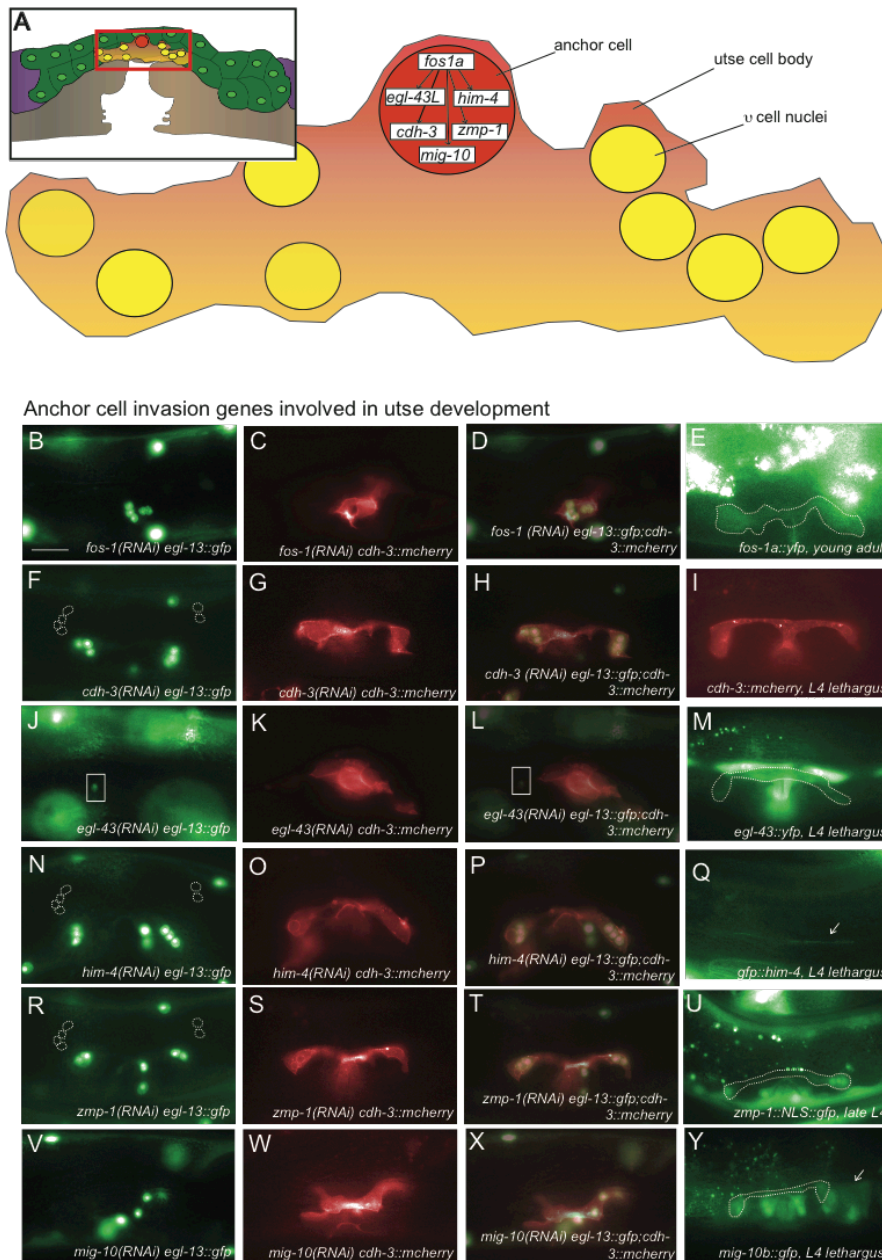 A
fos1a
anchor cell
utse cell body
egl-43L
him-4
υ cell nuclei
cdh-3
zmp-1
mig-10
Anchor cell invasion genes involved in utse development
B
fos-1(RNAi) egl-13::gfp
C
fos-1(RNAi) cdh-3::mcherry
D
fos-1 (RNAi) egl-13::gfp;cdh-
3::mcherry
E
fos-1a::yfp, young adult
F
cdh-3(RNAi) egl-13::gfp
G
cdh-3(RNAi) cdh-3::mcherry
H
cdh-3 (RNAi) egl-13::gfp;cdh-
3::mcherry
I
cdh-3::mcherry, L4 lethargus
J
egl-43(RNAi) egl-13::gfp
K
egl-43(RNAi) cdh-3::mcherry
L
egl-43(RNAi) egl-13::gfp;cdh-
3::mcherry
M
egl-43::yfp, L4 lethargus
N
him-4(RNAi) egl-13::gfp
O
him-4(RNAi) cdh-3::mcherry
P
him-4(RNAi) egl-13::gfp;cdh-
3::mcherry
Q
gfp::him-4, L4 lethargus
R
zmp-1(RNAi) egl-13::gfp
S
zmp-1(RNAi) cdh-3::mcherry
T
zmp-1(RNAi) egl-13::gfp;cdh-
3::mcherry
U
zmp-1::NLS::gfp, late L4
V
mig-10(RNAi) egl-13::gfp
W
mig-10(RNAi) cdh-3::mcherry
X
mig-10(RNAi) egl-13::gfp;cdh-
3::mcherry
Y
mig-10b::gfp, L4 lethargus